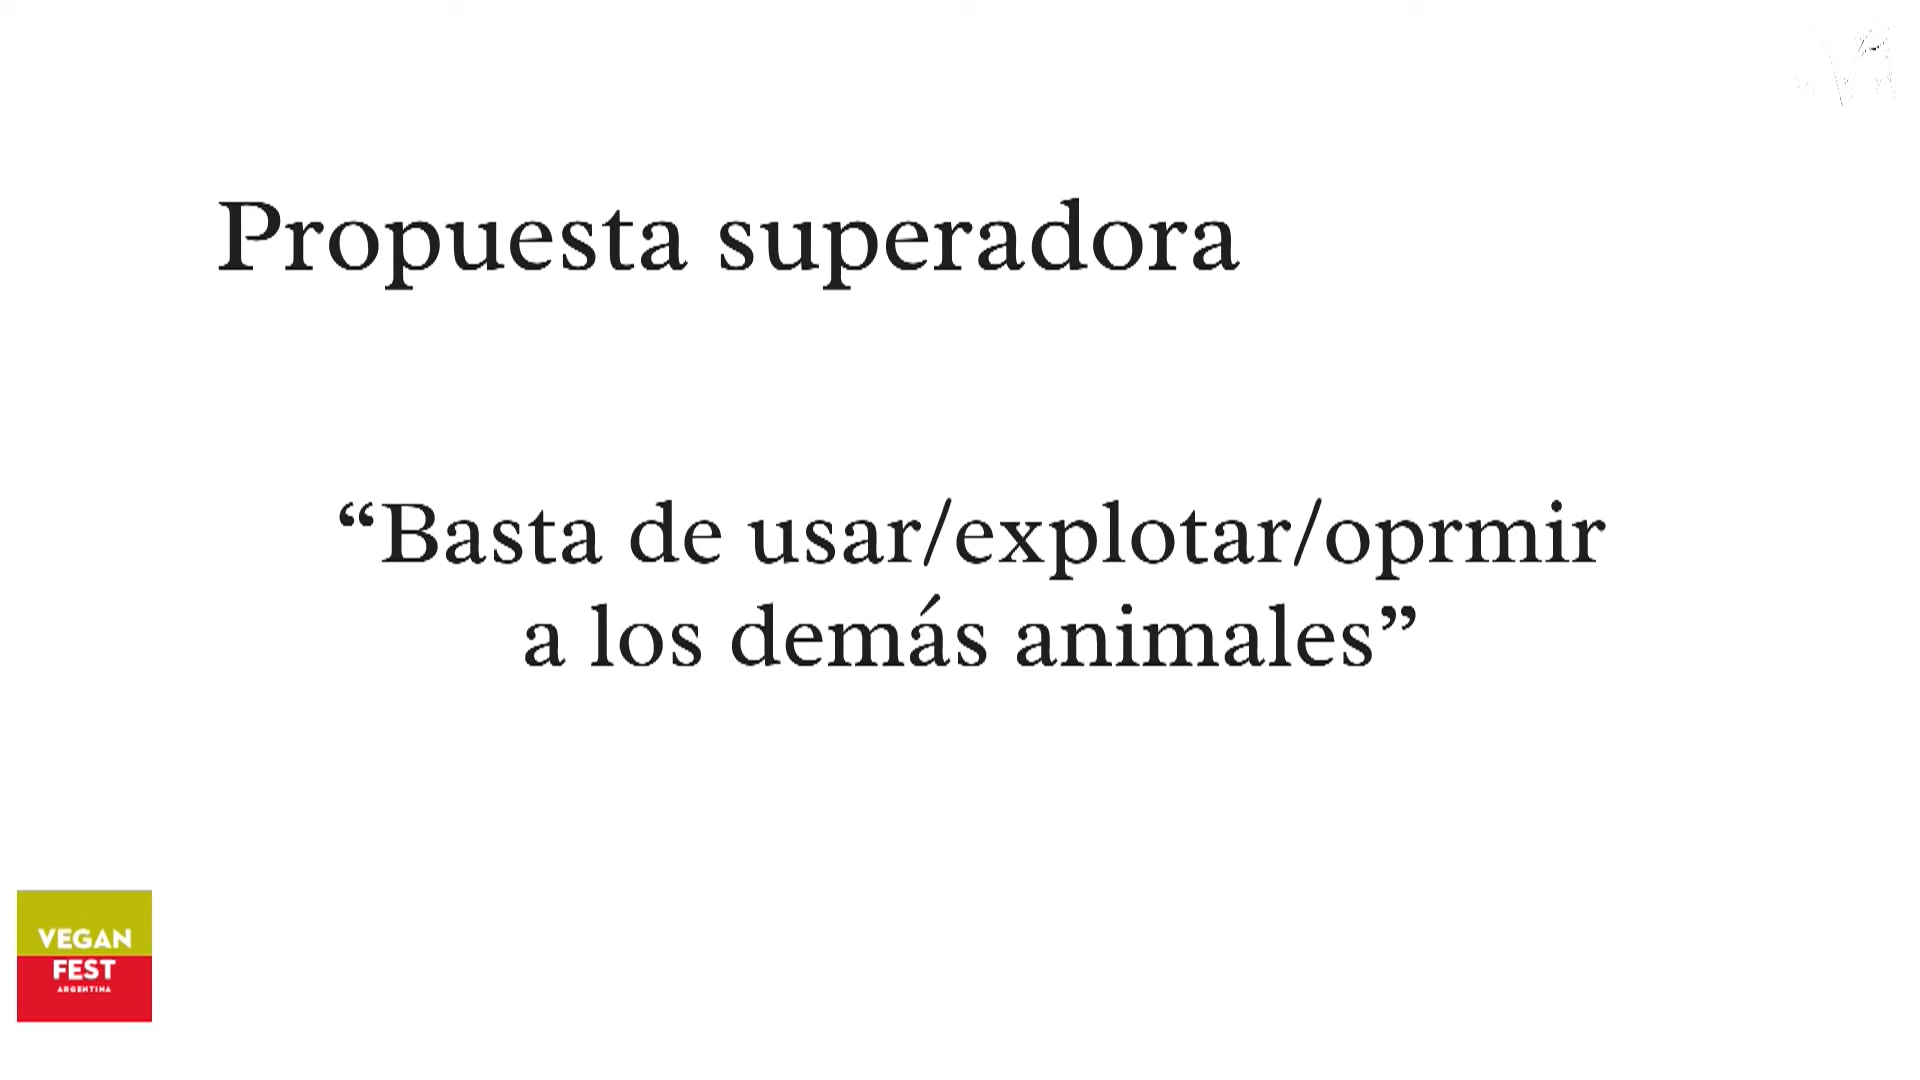 Propuesta superadora
“Basta de usar/explotar/oprmir
a los demás animales”
VEGAN
FEST
ARGENTINA